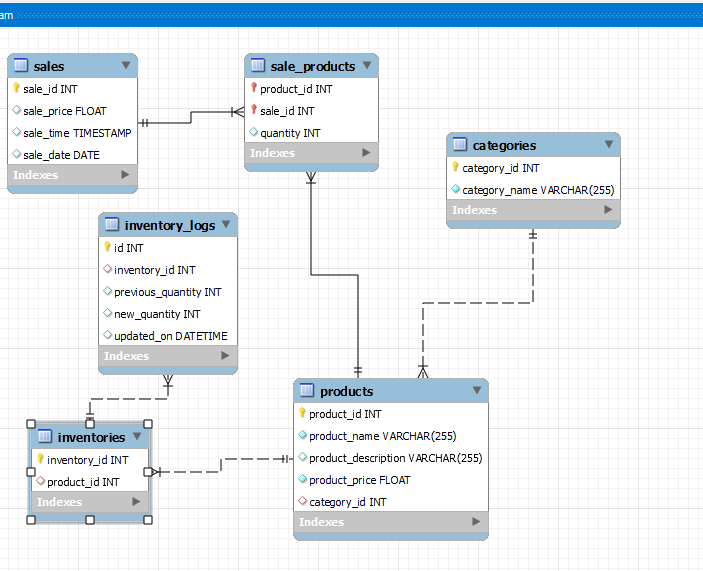 am
sales
sale_id INT
sale_price FLOAT
sale_time TIMESTAMP
sale_date DATE
Indexes
sale_products
product_id INT
sale_id INT
quantity INT
Indexes
categories
category_id INT
category_name VARCHAR(255)
Indexes
inventory_logs
id INT
inventory_id INT
previous_quantity INT
new_quantity INT
updated_on DATETIME
Indexes
products
product_id INT
product_name VARCHAR(255)
product_description VARCHAR(255)
product_price FLOAT
category_id INT
Indexes
inventories
inventory_id INT
product_id INT
Indexes